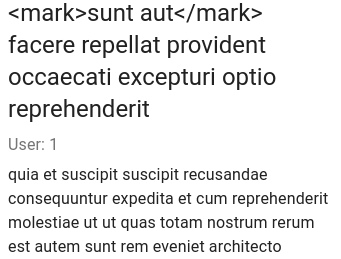 <mark>sunt aut</mark>
facere repellat provident
occaecati excepturi optio
reprehenderit
User: 1
quia et suscipit suscipit recusandae
consequuntur expedita et cum reprehenderit
molestiae ut ut quas totam nostrum rerum
est autem sunt rem eveniet architecto